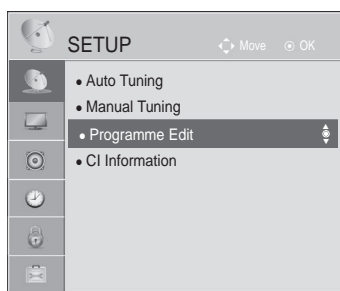 SETUP Move OK
• Auto Tuning
• Manual Tuning
• Programme Edit
• CI Information